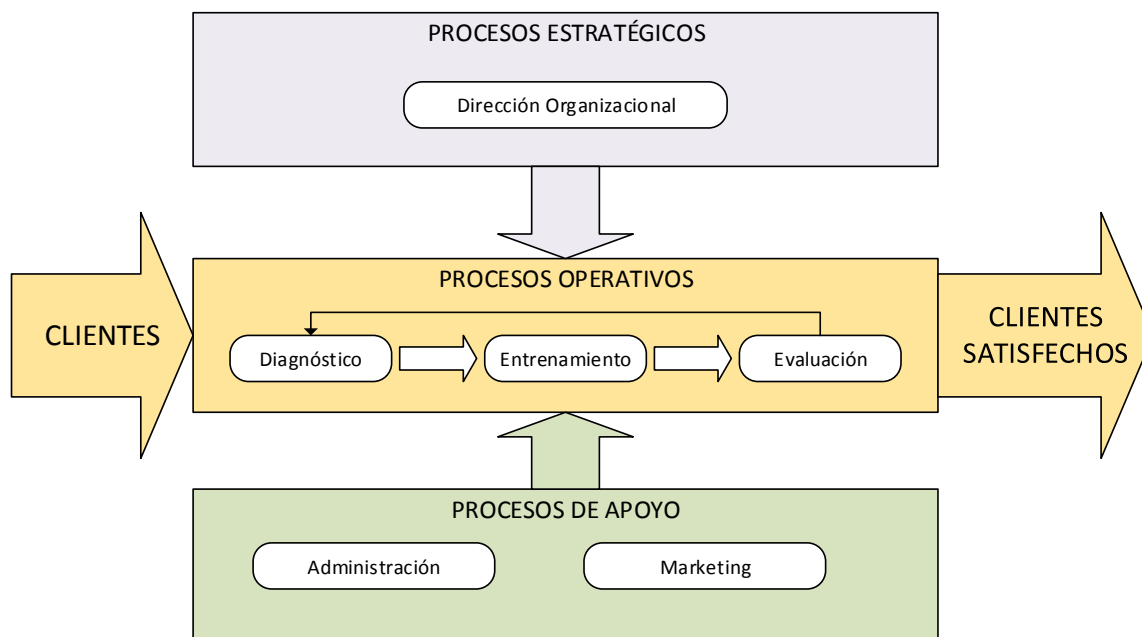 PROCESOS ESTRATÉGICOS
Dirección Organizacional
CLIENTES
PROCESOS OPERATIVOS
Diagnóstico
Entrenamiento
Evaluación
CLIENTES
SATISFECHOS
PROCESOS DE APOYO
Administración
Marketing